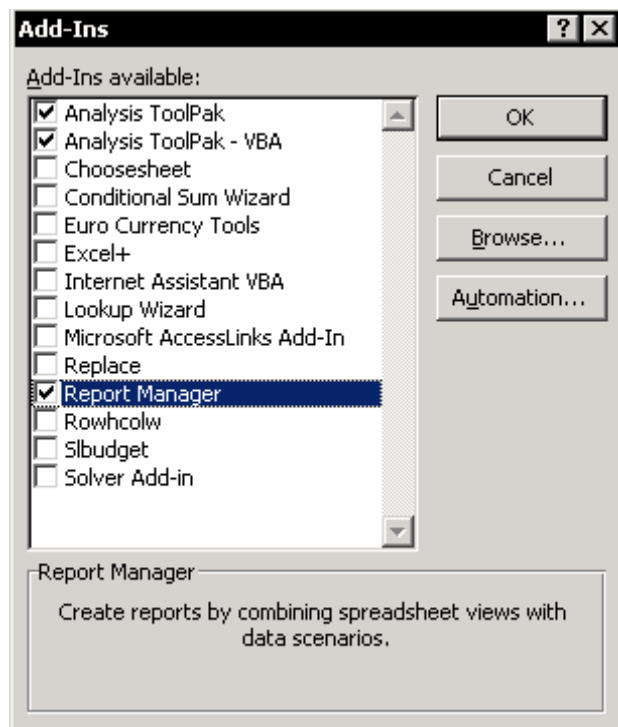 Add-Ins
Add-Ins available:
Analysis ToolPak
Analysis ToolPak - VBA
Choosesheet
Conditional Sum Wizard
Euro Currency Tools
Excel+
Internet Assistant VBA
Lookup Wizard
Microsoft AccessLinks Add-In
Replace
Report Manager
Rowhcolw
Slbudget
Solver Add-in
OK
Cancel
Browse...
Automation...
Report Manager
Create reports by combining spreadsheet views with
data scenarios.